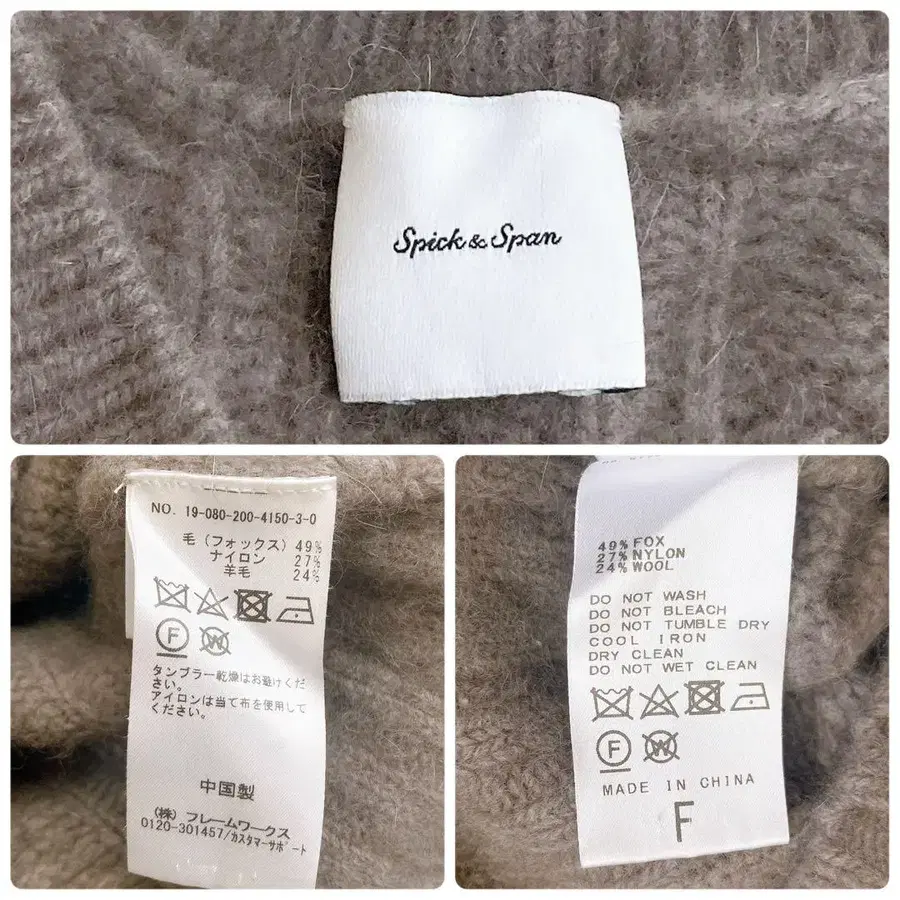 Spick & Span
NO. 19-080-200-4150-3-0
毛 (フォックス) 49%
ナイロン 27%
羊毛 24%
F W
タンブラー乾燥はお避けくだ
さい。
アイロンは当て布を使用して
ください。
中国製
(株) フレームワークス
0120-301457/カスタマーサポート
49% FOX
27% NYLON
24% WOOL
DO NOT WASH
DO NOT BLEACH
DO NOT TUMBLE DRY
COOL IRON
DRY CLEAN
DO NOT WET CLEAN
F W
MADE IN CHINA
F